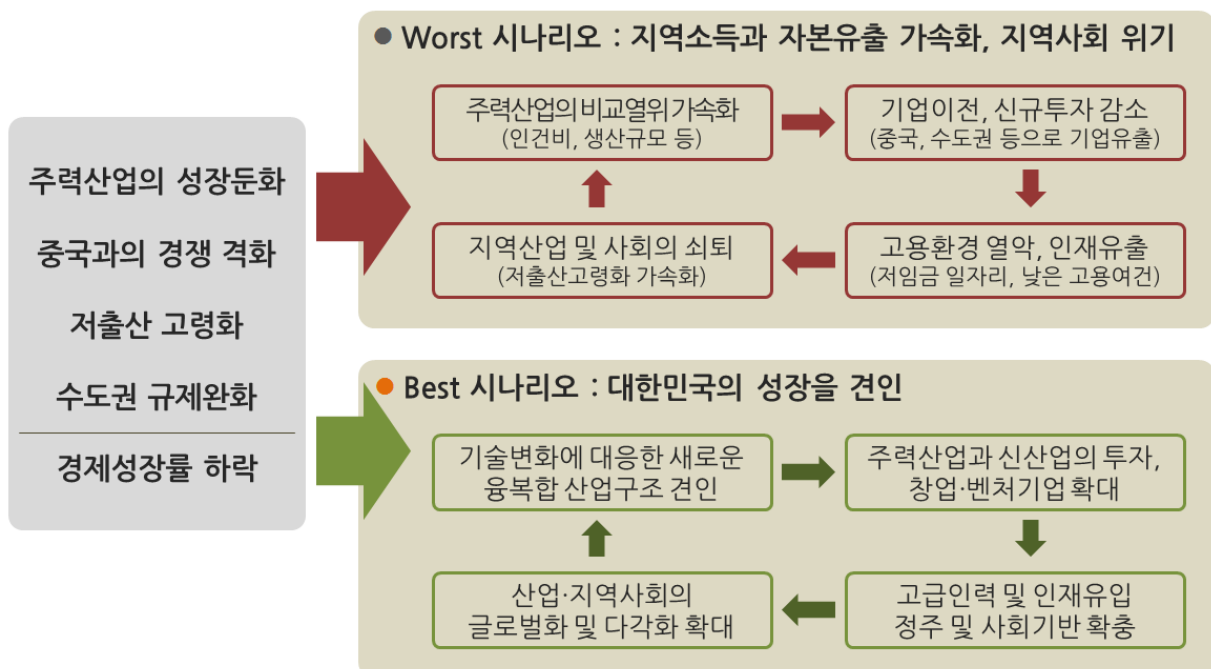 주력산업의 성장둔화
중국과의 경쟁 격화
저출산 고령화
수도권 규제완화
경제성장률 하락
Worst 시나리오 : 지역소득과 자본유출 가속화, 지역사회 위기
주력산업의 비교열위 가속화
(인건비, 생산규모 등)
기업이전, 신규투자 감소
(중국, 수도권 등으로 기업유출)
고용환경 열악, 인재유출
(저임금 일자리, 낮은 고용여건)
지역산업 및 사회의 쇠퇴
(저출산고령화 가속화)
Best 시나리오 : 대한민국의 성장을 견인
기술변화에 대응한 새로운
융복합 산업구조 견인
주력산업과 신산업의 투자,
창업·벤처기업 확대
고급인력 및 인재유입
정주 및 사회기반 확충
산업·지역사회의
글로벌화 및 다각화 확대